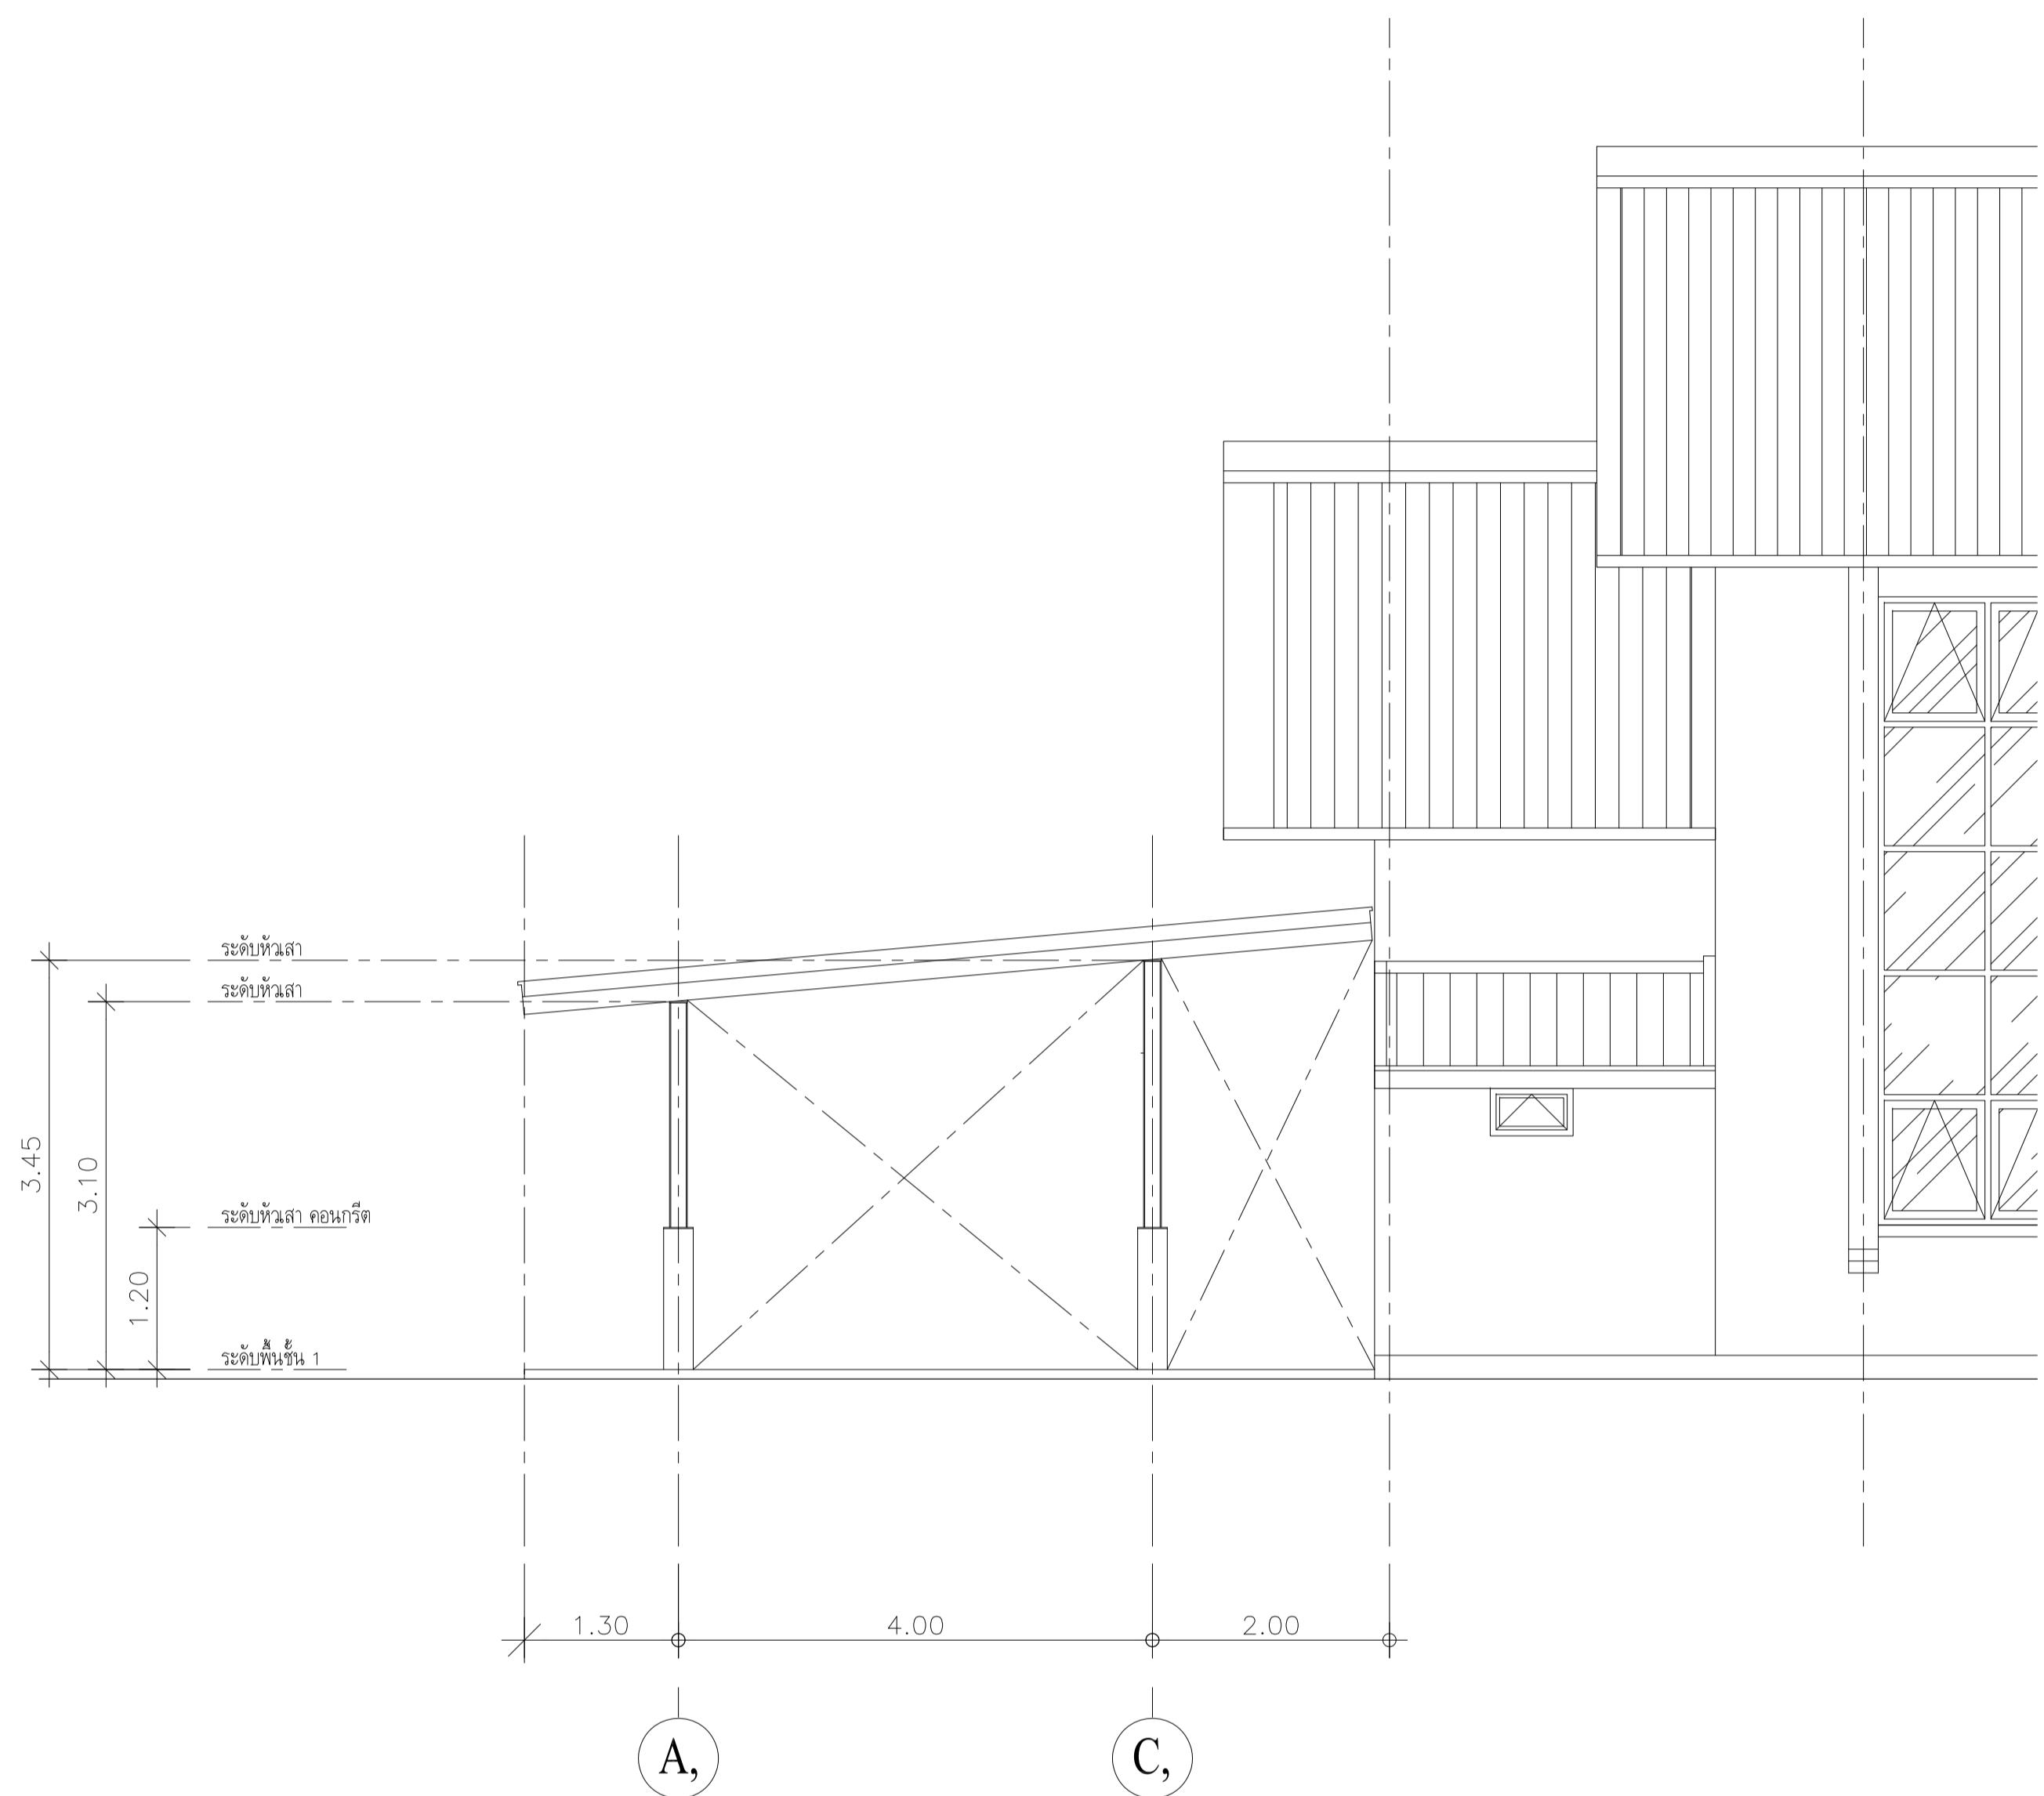 ระดับหัวเสา
ระดับหัวเสา
3.45
3.10
ระดับหัวเสา คอนกรีต
1.20
ระดับพื้นชั้น 1
1.30
4.00
2.00
A,
C,